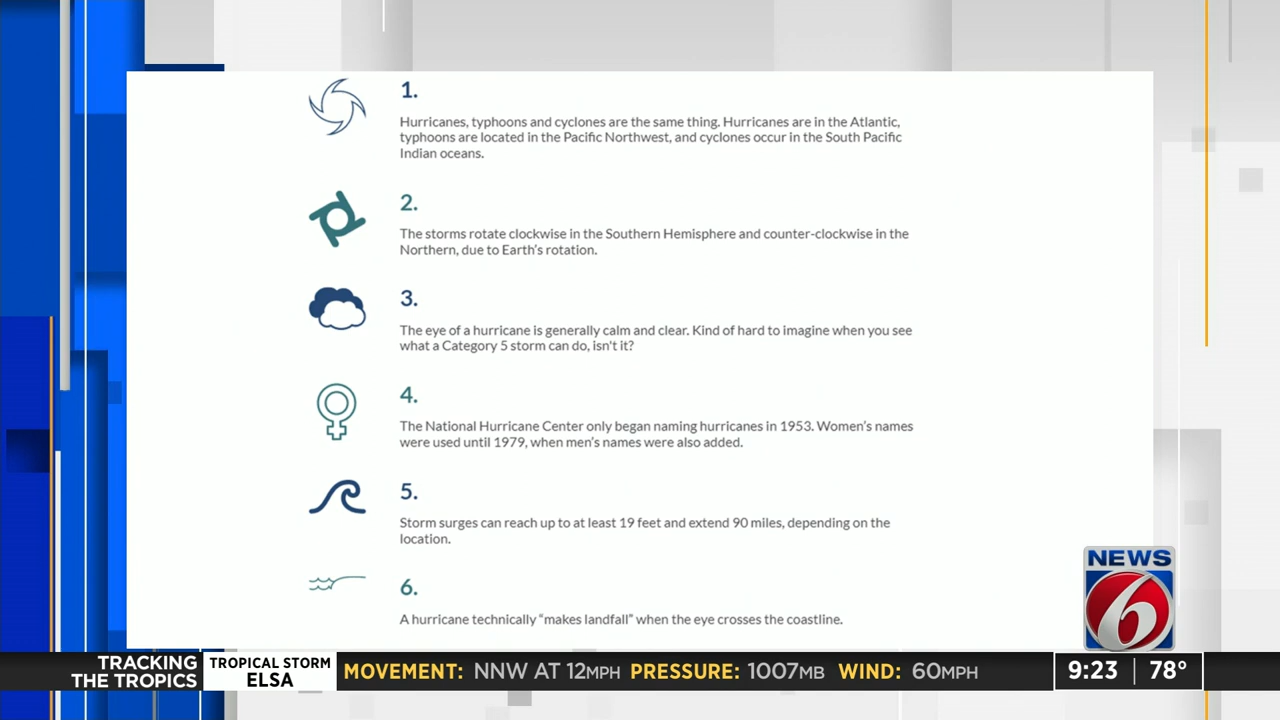 1.
Hurricanes, typhoons and cyclones are the same thing. Hurricanes are in the Atlantic,
typhoons are located in the Pacific Northwest, and cyclones occur in the South Pacific
Indian oceans.
2.
The storms rotate clockwise in the Southern Hemisphere and counter-clockwise in the
Northern, due to Earth's rotation.
3.
The eye of a hurricane is generally calm and clear. Kind of hard to imagine when you see
what a Category 5 storm can do, isn't it?
4.
The National Hurricane Center only began naming hurricanes in 1953. Women's names
were used until 1979, when men's names were also added.
5.
Storm surges can reach up to at least 19 feet and extend 90 miles, depending on the
location.
6.
A hurricane technically “makes landfall” when the eye crosses the coastline.
NEWS
6
TRACKING
THE TROPICS
TROPICAL STORM
ELSA
MOVEMENT: NNW AT 12MPH PRESSURE: 1007MB WIND: 60MPH
9:23 78°